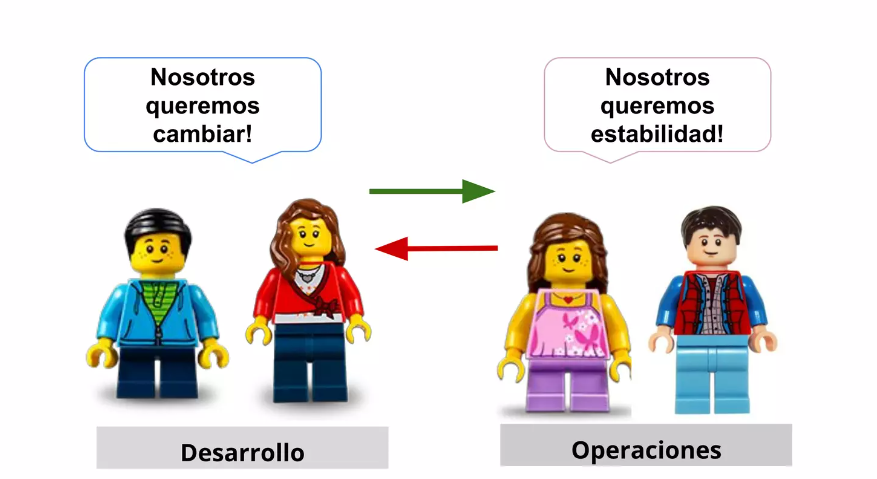 Nosotros
queremos
cambiar!
Nosotros
queremos
estabilidad!
Desarrollo
Operaciones